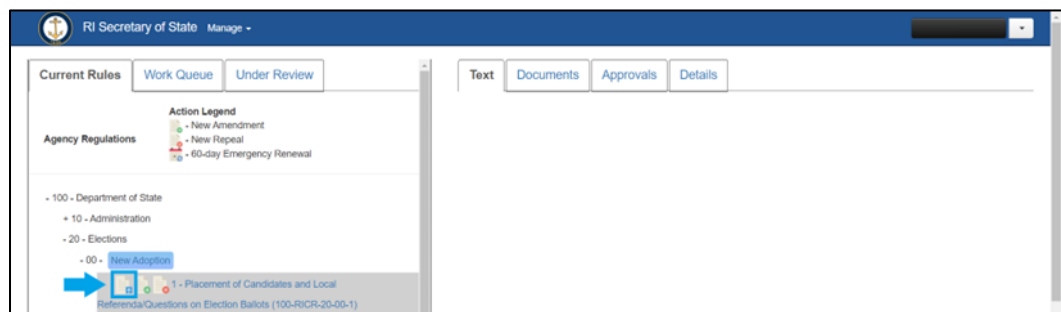 RI Secretary of State Manage
Current Rules Work Queue Under Review
Text Documents Approvals Details
Action Legend
Agency Regulations
- New Amendment
- New Repeal
- 60-day Emergency Renewal
- 100 - Department of State
+ 10 - Administration
- 20 - Elections
- 00 - New Adoption
1 - Placement of Candidates and Local
Referenda/Questions on Election Ballots (100-RICR-20-00-1)